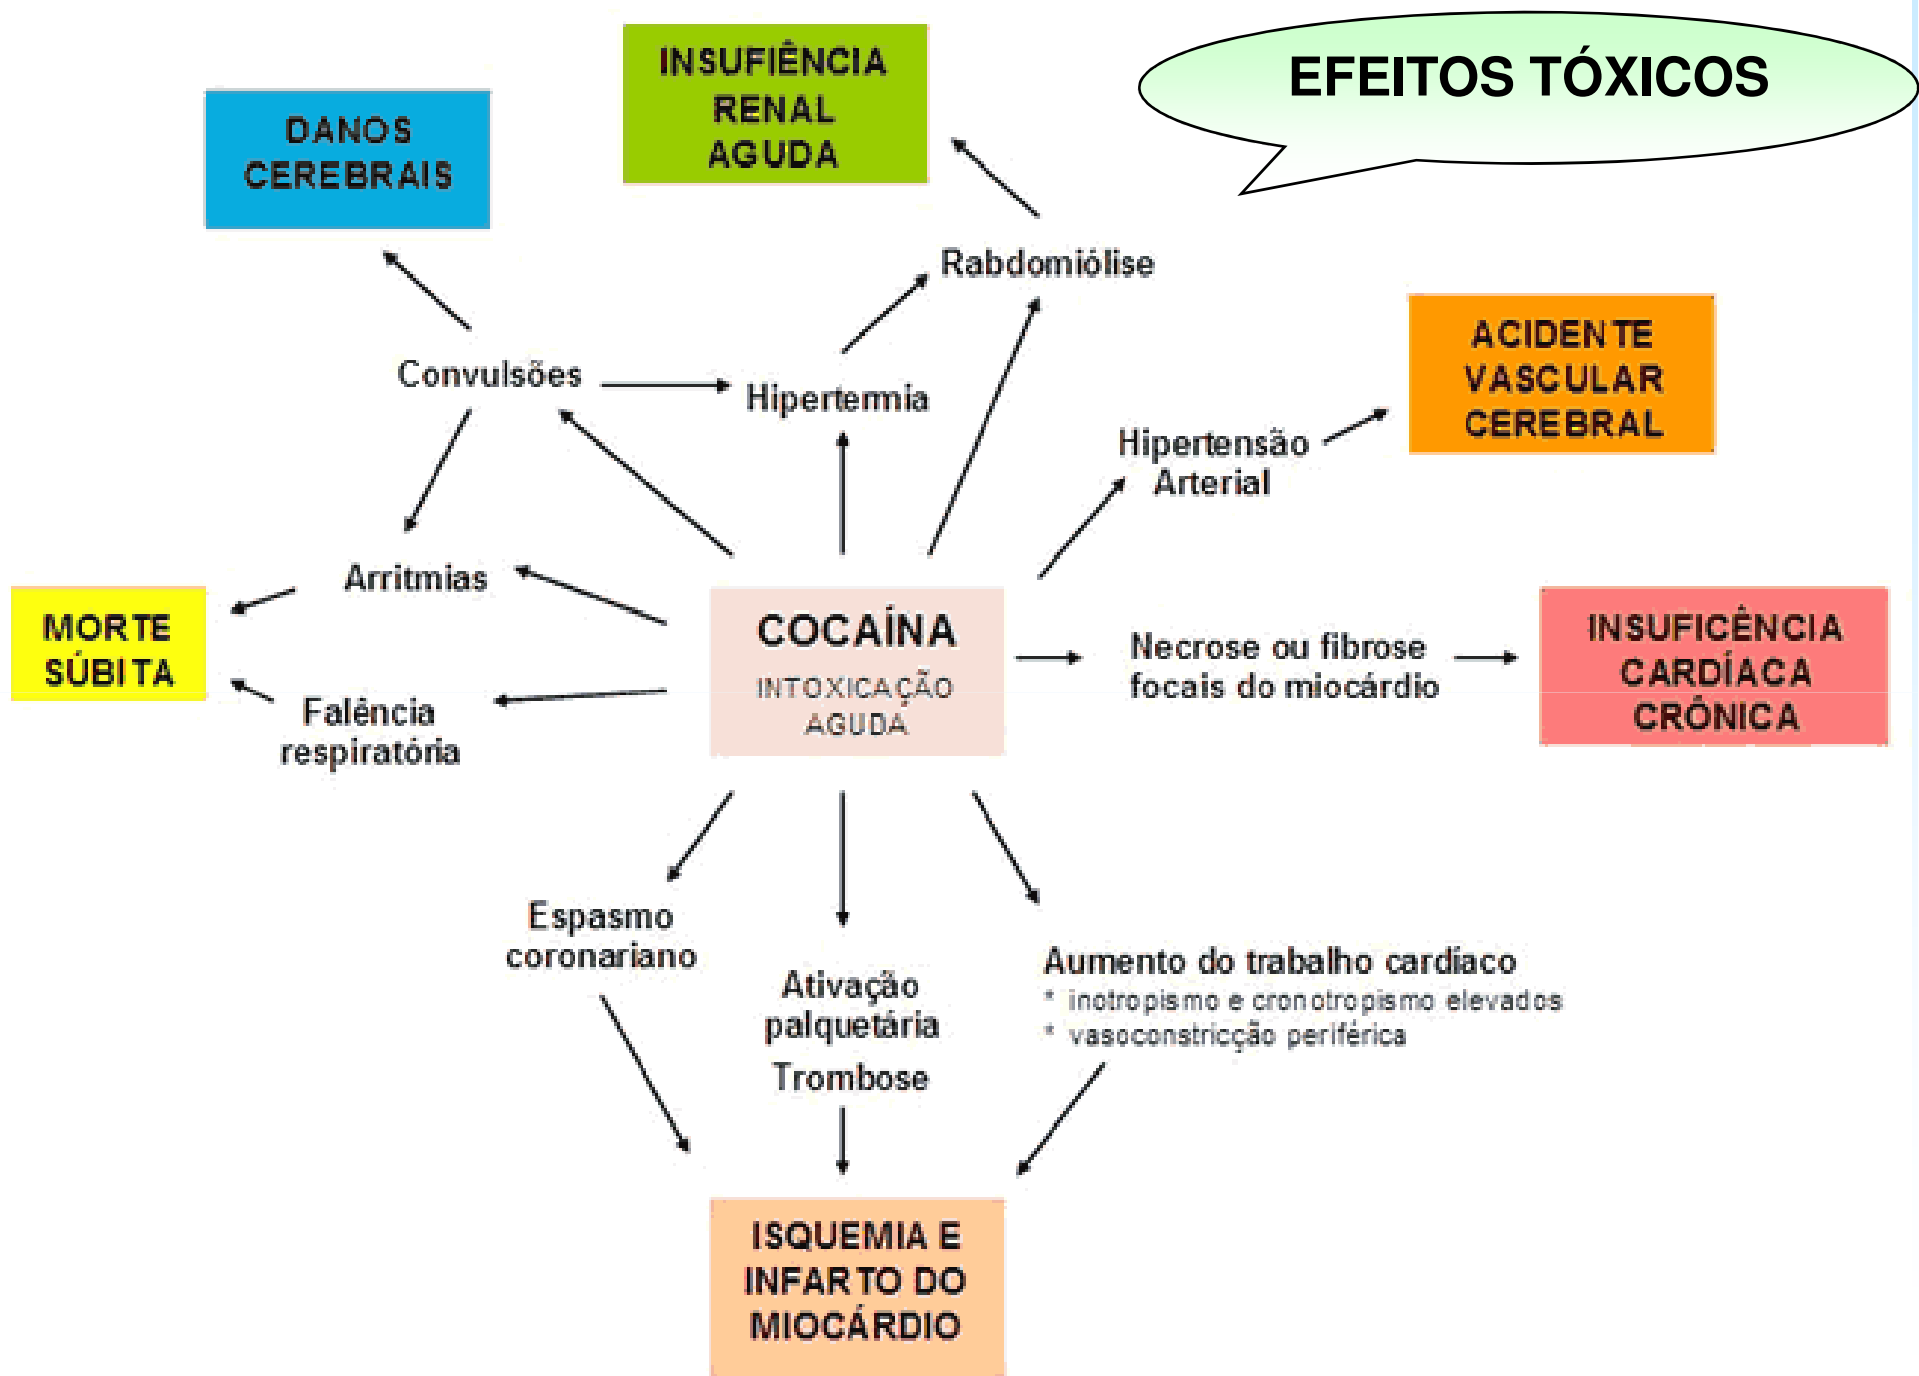 EFEITOS TÓXICOS
INSUFIÊNCIA
RENAL
AGUDA
DANOS
CEREBRAIS
Rabdomiólise
ACIDENTE
VASCULAR
CEREBRAL
Convulsões
Hipertermia
Hipertensão
Arterial
Arritmias
MORTE
SÚBITA
COCAÍNA
INTOXICAÇÃO
AGUDA
Necrose ou fibrose
focais do miocárdio
INSUFICÊNCIA
CARDÍACA
CRÔNICA
Falência
respiratória
Espasmo
coronariano
Ativação
palquetária
Trombose
Aumento do trabalho cardíaco
* inotropismo e cronotropismo elevados
* vasoconstricção periférica
ISQUEMIA E
INFARTO DO
MIOCÁRDIO